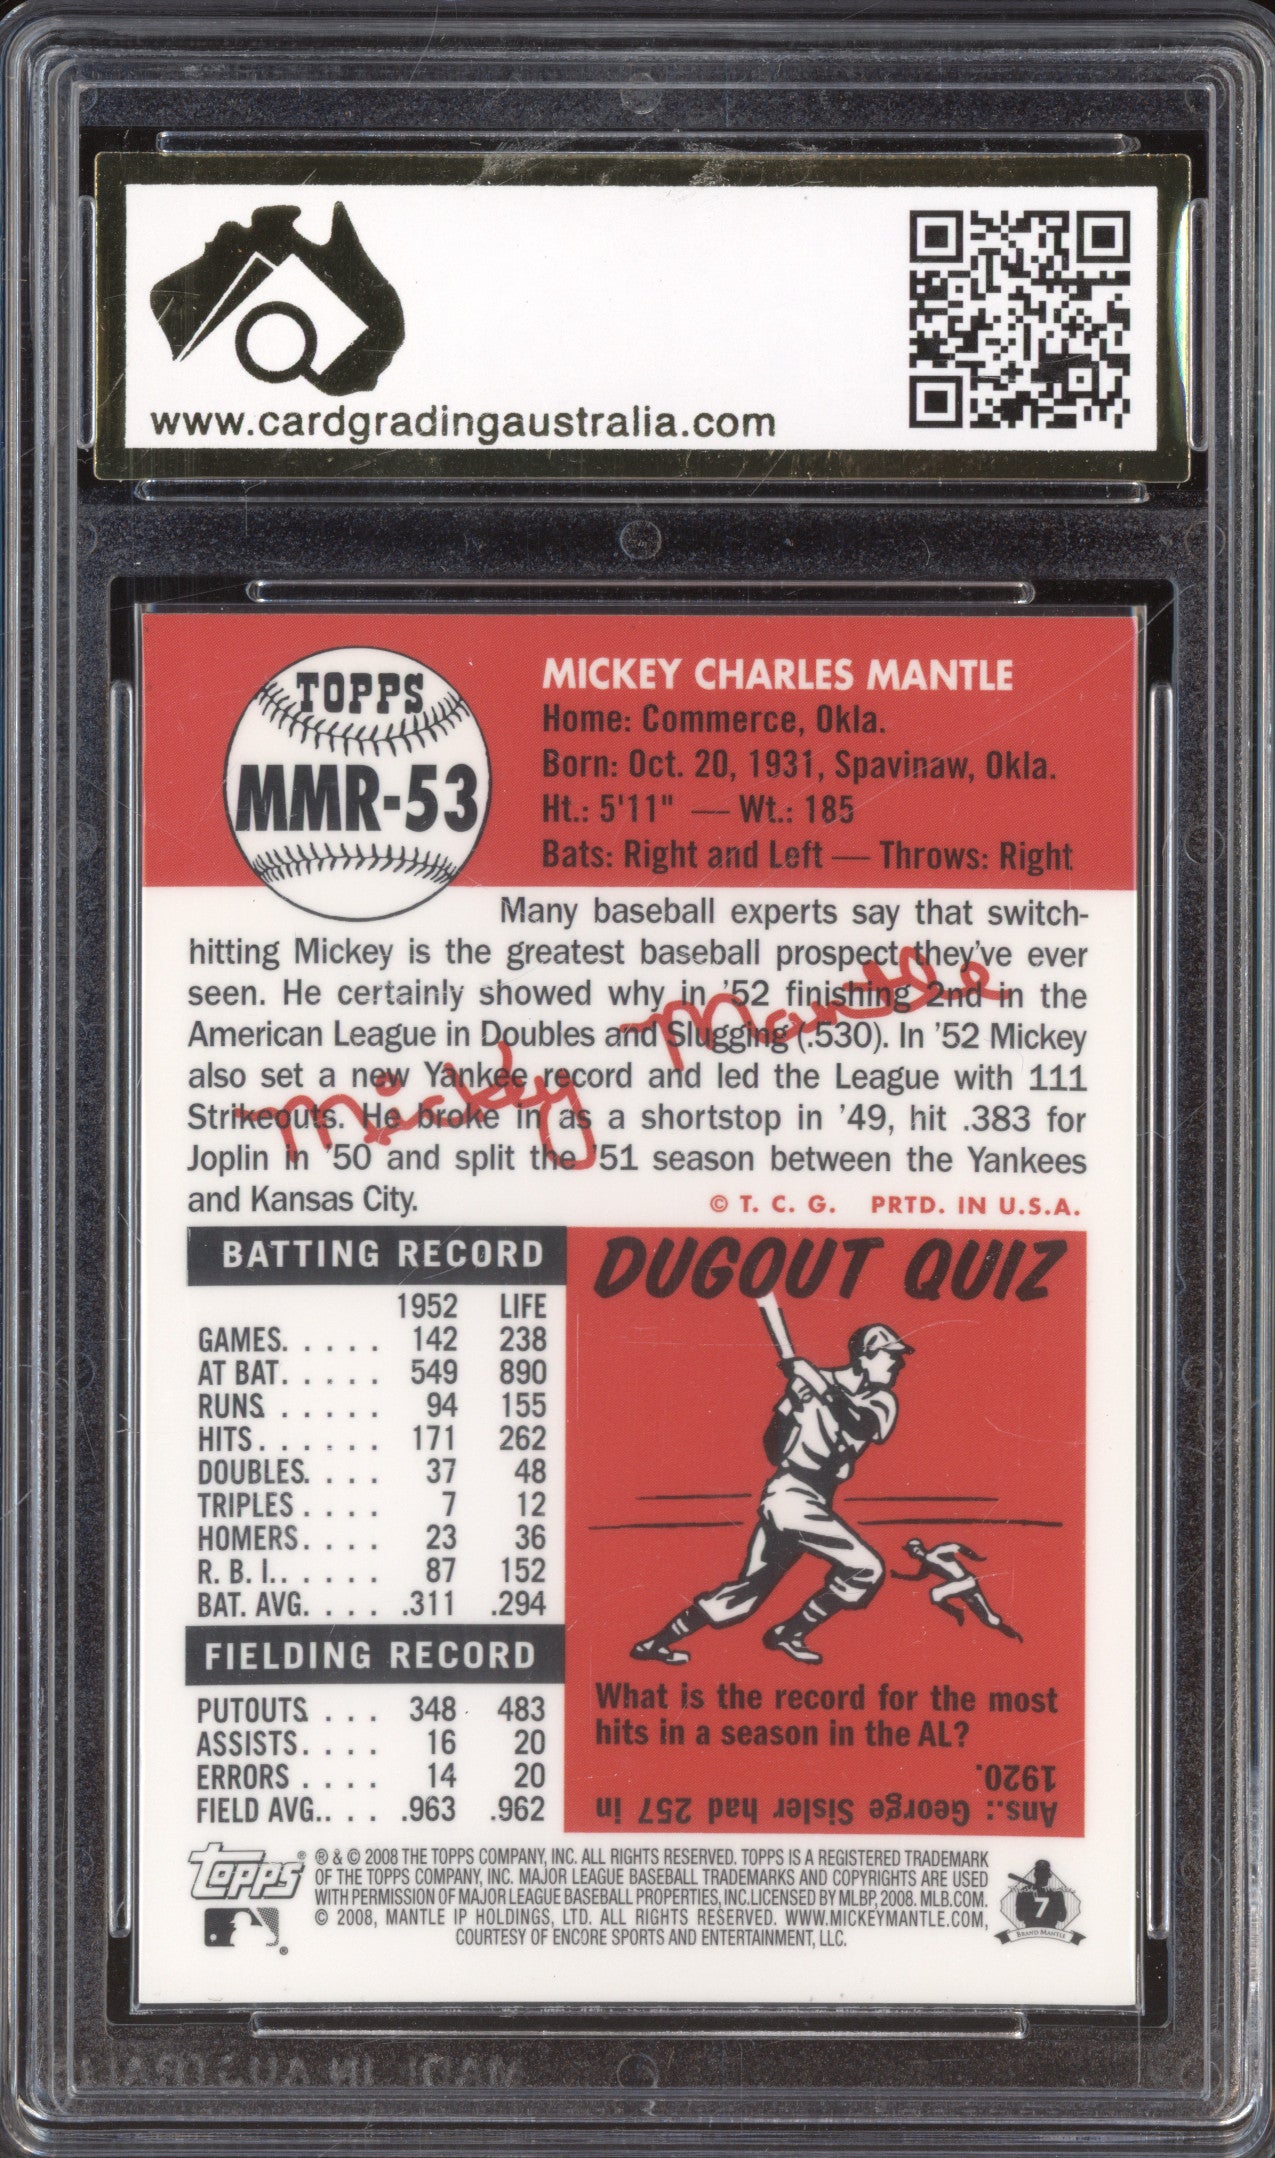 www.cardgradingaustralia.com
TOPPS
MMR-53
MICKEY CHARLES MANTLE
Home: Commerce, Okla.
Born: Oct. 20, 1931, Spavinaw, Okla.
Ht.: 5'11" — Wt.: 185
Bats: Right and Left — Throws: Right
Many baseball experts say that switch-
hitting Mickey is the greatest baseball prospect they've ever
seen. He certainly showed why in '52 finishing 2nd in the
American League in Doubles and Slugging (.530). In '52 Mickey
also set a new Yankee record and led the League with 111
Strikeouts. He broke in as a shortstop in '49, hit .383 for
Joplin in '50 and split the '51 season between the Yankees
and Kansas City.
Mickey Mantle
© T. C. G. PRTD. IN U.S.A.
BATTING RECORD
1952 LIFE
GAMES. . . . . 142 238
AT BAT. . . . . 549 890
RUNS . . . . . 94 155
HITS. . . . . . 171 262
DOUBLES. . . . 37 48
TRIPLES . . . . 7 12
HOMERS. . . . 23 36
R. B. I.. . . . . 87 152
BAT. AVG. . . . .311 .294
FIELDING RECORD
PUTOUTS . . . 348 483
ASSISTS. . . . 16 20
ERRORS . . . . 14 20
FIELD AVG.. . . .963 .962
DUGOUT QUIZ
What is the record for the most
hits in a season in the AL?
Ans.: George Sisler had 257 in
1920.
Topps
® & © 2008 THE TOPPS COMPANY, INC. ALL RIGHTS RESERVED. TOPPS IS A REGISTERED TRADEMARK
OF THE TOPPS COMPANY, INC. MAJOR LEAGUE BASEBALL TRADEMARKS AND COPYRIGHTS ARE USED
WITH PERMISSION OF MAJOR LEAGUE BASEBALL PROPERTIES, INC. LICENSED BY MLBP, 2008. MLB.COM.
© 2008, MANTLE IP HOLDINGS, LTD. ALL RIGHTS RESERVED. WWW.MICKEYMANTLE.COM,
COURTESY OF ENCORE SPORTS AND ENTERTAINMENT, LLC.
7
BRAND MANTLE
MADE IN AUSTRALIA